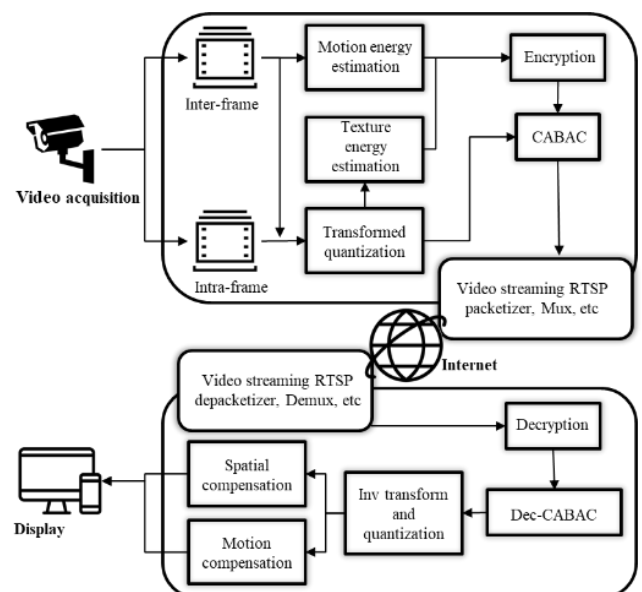 Motion energy
estimation
Encryption
Inter-frame
Texture
energy
estimation
CABAC
Video acquisition
Transformed
quantization
Intra-frame
Video streaming RTSP
packetizer, Mux, etc
Internet
Video streaming RTSP
depacketizer, Demux, etc
Decryption
Spatial
compensation
Inv transform
and
quantization
Dec-CABAC
Display
Motion
compensation